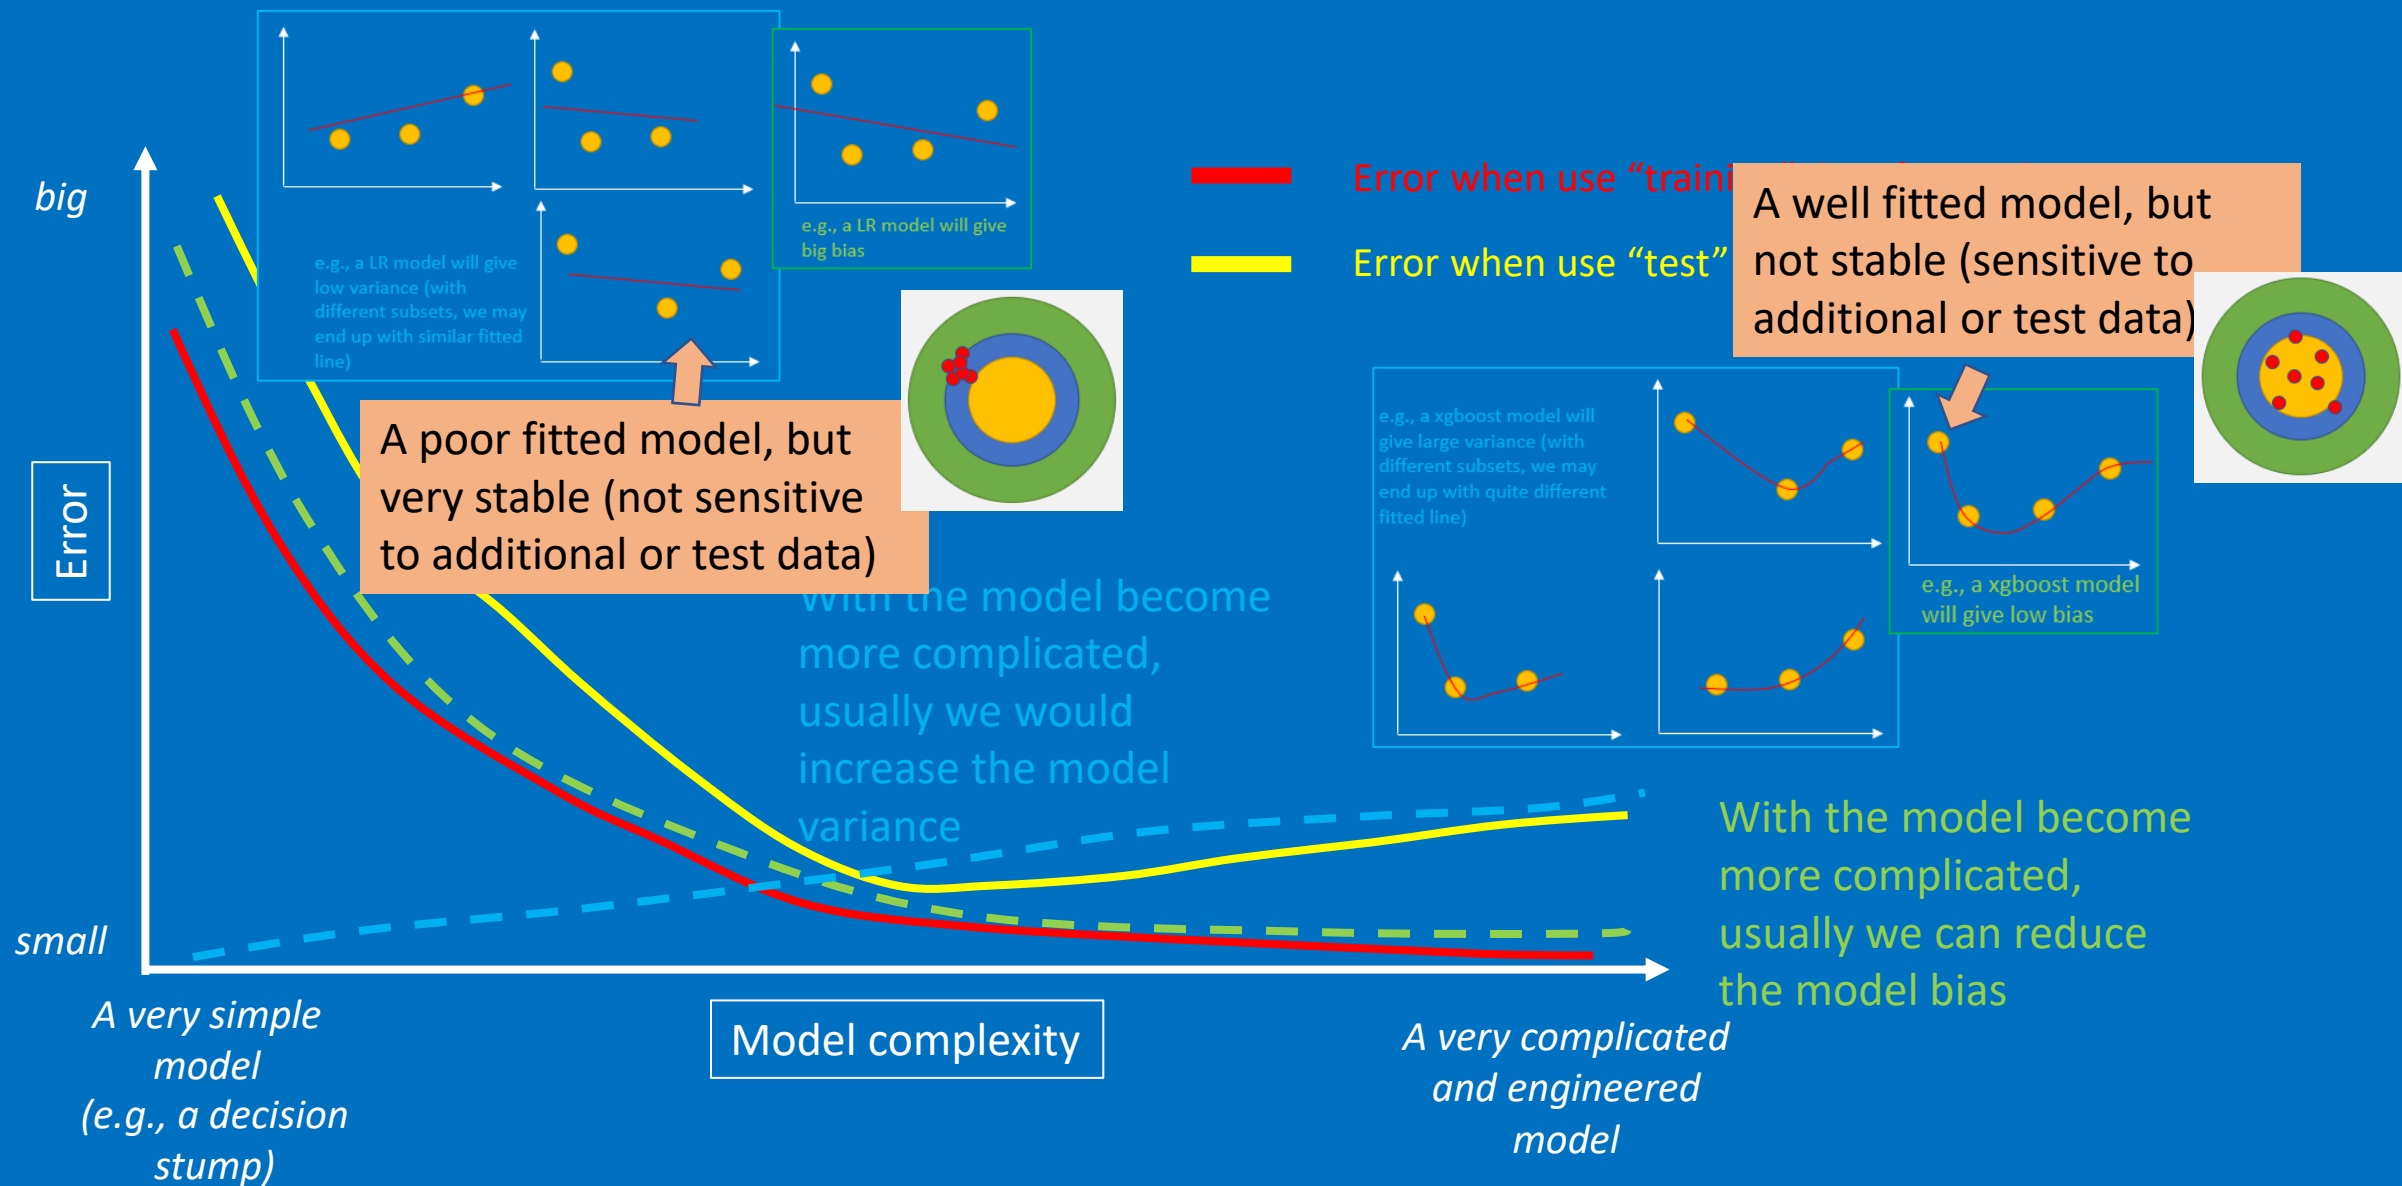 big
Error
small
e.g., a LR model will give
low variance (with
different subsets, we may
end up with similar fitted
line)
e.g., a LR model will give
big bias
A poor fitted model, but
very stable (not sensitive
to additional or test data)
Error when use "traini
Error when use "test"
A well fitted model, but
not stable (sensitive to
additional or test data)
e.g., a xgboost model will
give large variance (with
different subsets, we may
end up with quite different
fitted line)
e.g., a xgboost model
will give low bias
With the model become
more complicated,
usually we would
increase the model
variance
With the model become
more complicated,
usually we can reduce
the model bias
A very simple
model
(e.g., a decision
stump)
Model complexity
A very complicated
and engineered
model